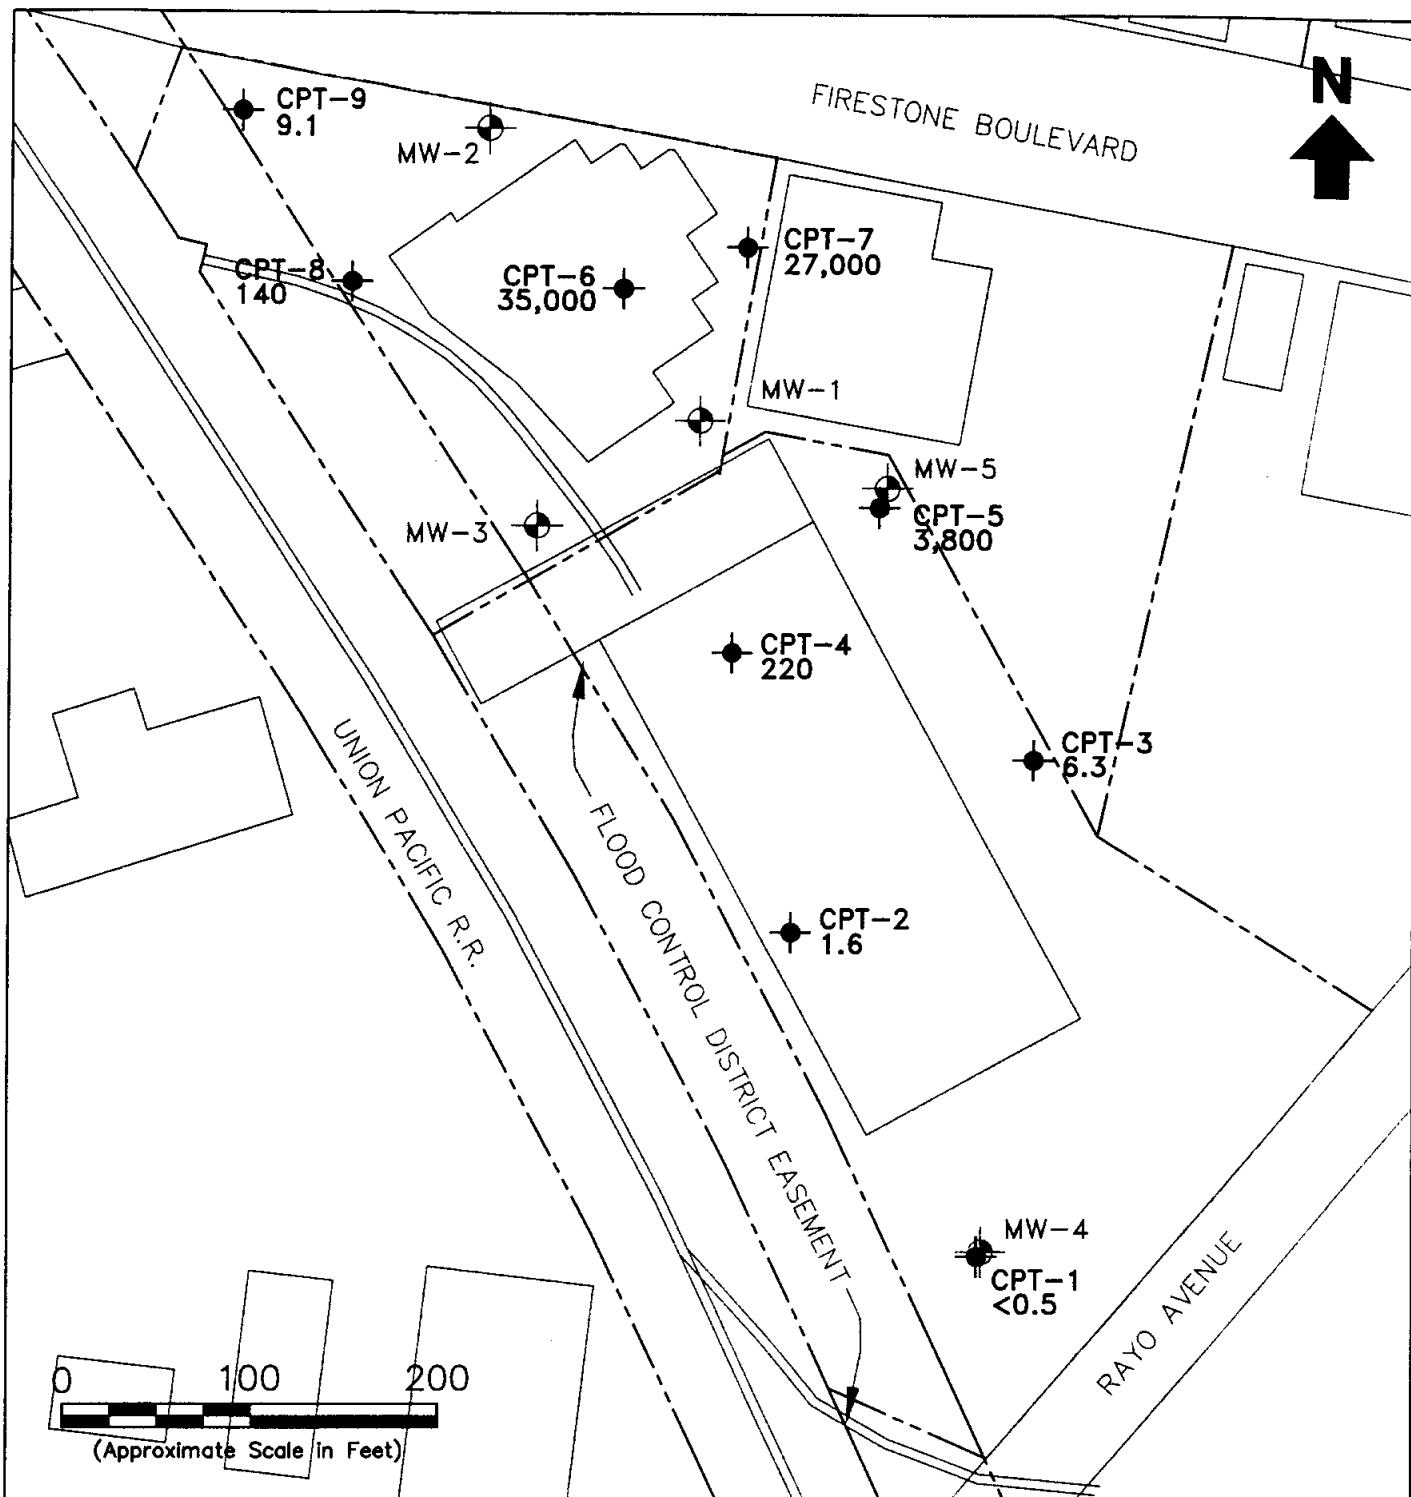 N
FIRESTONE BOULEVARD
CPT-9
9.1
MW-2
CPT-7
27,000
CPT-8
140
CPT-6
35,000
MW-1
MW-5
CPT-5
3,800
MW-3
CPT-4
220
CPT-3
6.3
UNION PACIFIC R.R.
FLOOD CONTROL DISTRICT EASEMENT
CPT-2
1.6
MW-4
CPT-1
<0.5
RAYO AVENUE
0 100 200
(Approximate Scale in Feet)